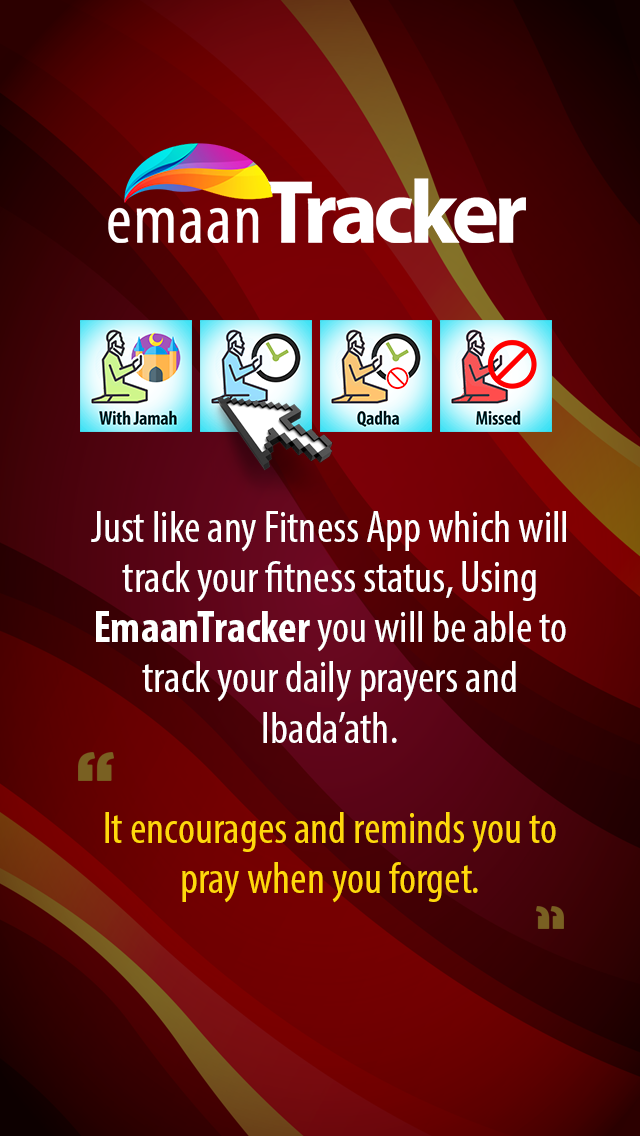 emaan Tracker
With Jamah
Qadha
Missed
Just like any Fitness App which will
track your fitness status, Using
EmaanTracker you will be able to
track your daily prayers and
Ibada’ath.
“
It encourages and reminds you to
pray when you forget.
”